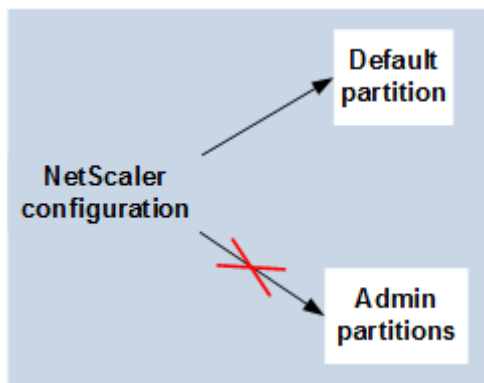 Default
partition
NetScaler
configuration
Admin
partitions